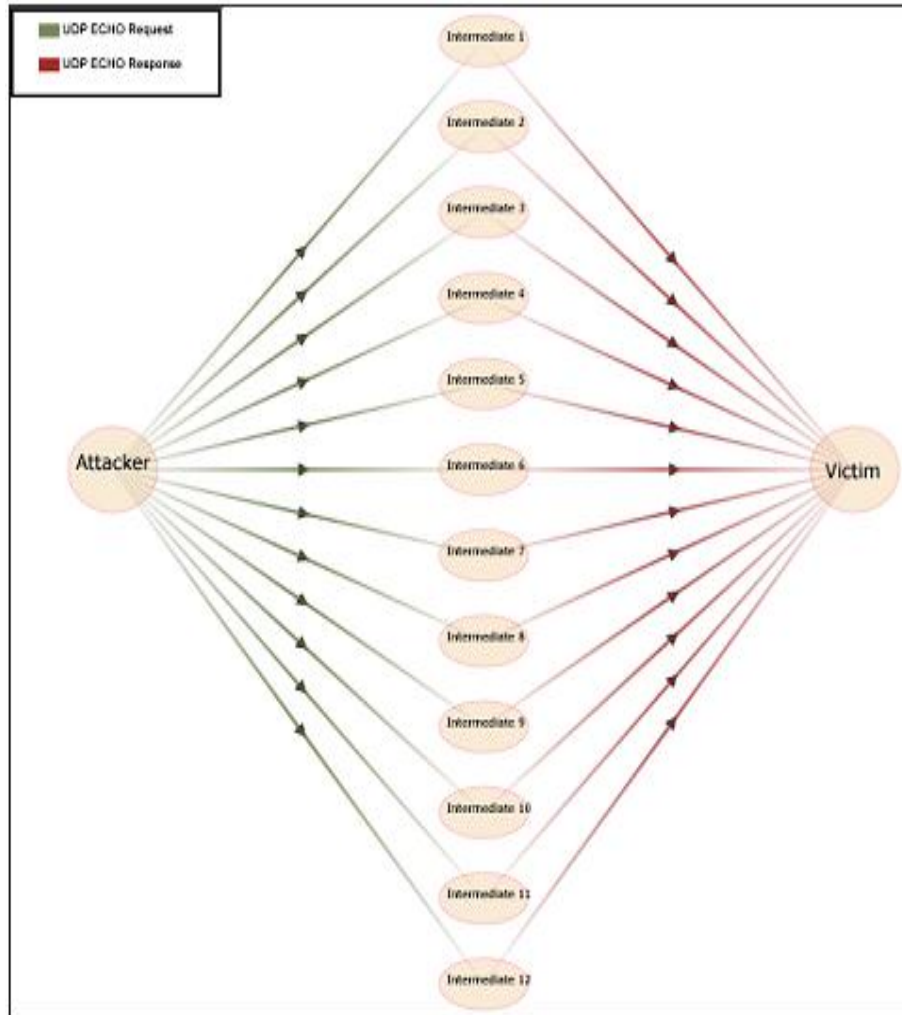 UDP ECHO Request
UDP ECHO Response
Intermediate 1
Intermediate 2
Intermediate 3
Intermediate 4
Intermediate 5
Attacker
Intermediate 6
Victim
Intermediate 7
Intermediate 8
Intermediate 9
Intermediate 10
Intermediate 11
Intermediate 12